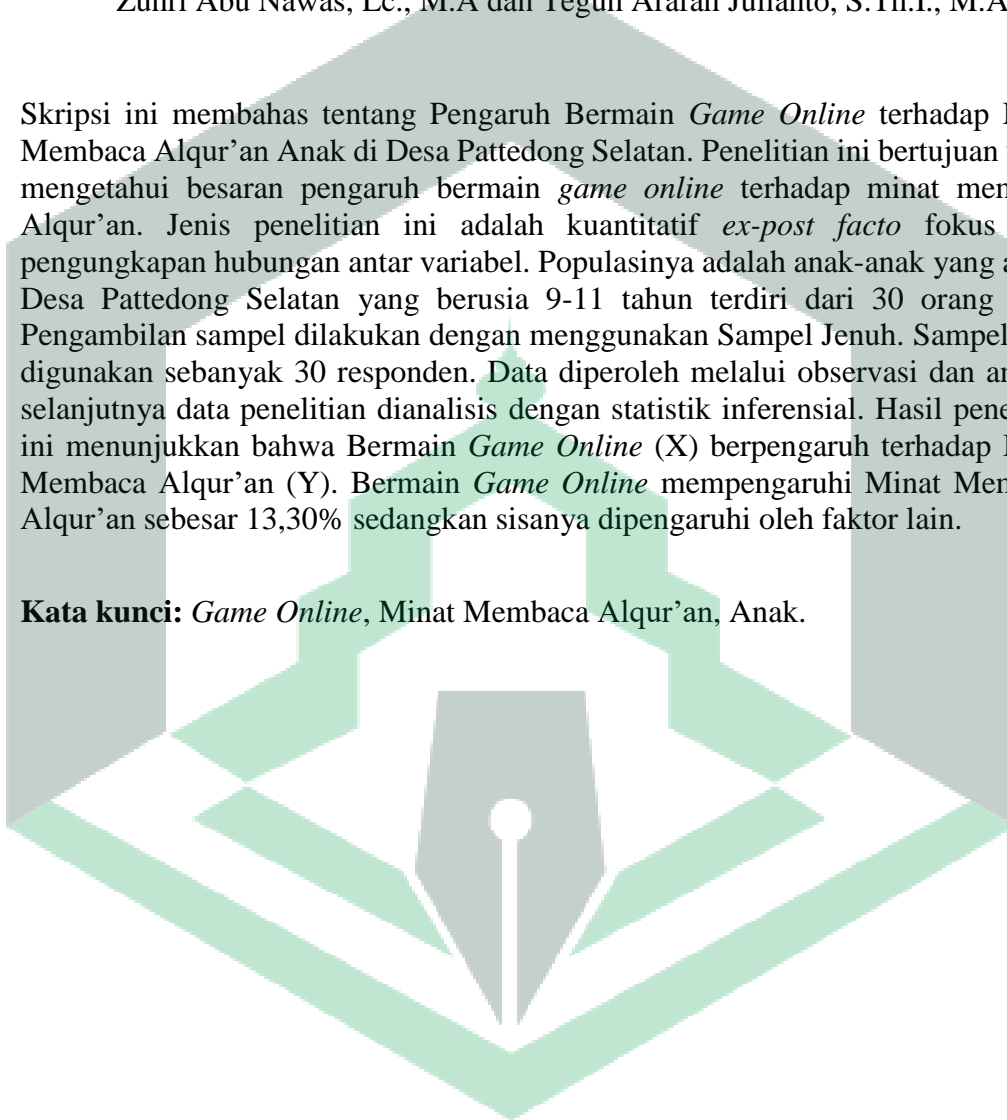 Zuhri Abu Nawas, Lc., M.A dan Teguh Arafah Julianto, S.Th.I., M.A
Skripsi ini membahas tentang Pengaruh Bermain Game Online terhadap
Membaca Alqur’an Anak di Desa Pattedong Selatan. Penelitian ini bertujuan
mengetahui besaran pengaruh bermain game online terhadap minat
Alqur’an. Jenis penelitian ini adalah kuantitatif ex-post facto fokus
pengungkapan hubungan antar variabel. Populasinya adalah anak-anak yang
Desa Pattedong Selatan yang berusia 9-11 tahun terdiri dari 30 orang
Pengambilan sampel dilakukan dengan menggunakan Sampel Jenuh. Sampel
digunakan sebanyak 30 responden. Data diperoleh melalui observasi dan
selanjutnya data penelitian dianalisis dengan statistik inferensial. Hasil
ini menunjukkan bahwa Bermain Game Online (X) berpengaruh terhadap
Membaca Alqur’an (Y). Bermain Game Online mempengaruhi Minat
Alqur’an sebesar 13,30% sedangkan sisanya dipengaruhi oleh faktor lain.
Kata kunci: Game Online, Minat Membaca Alqur’an, Anak.